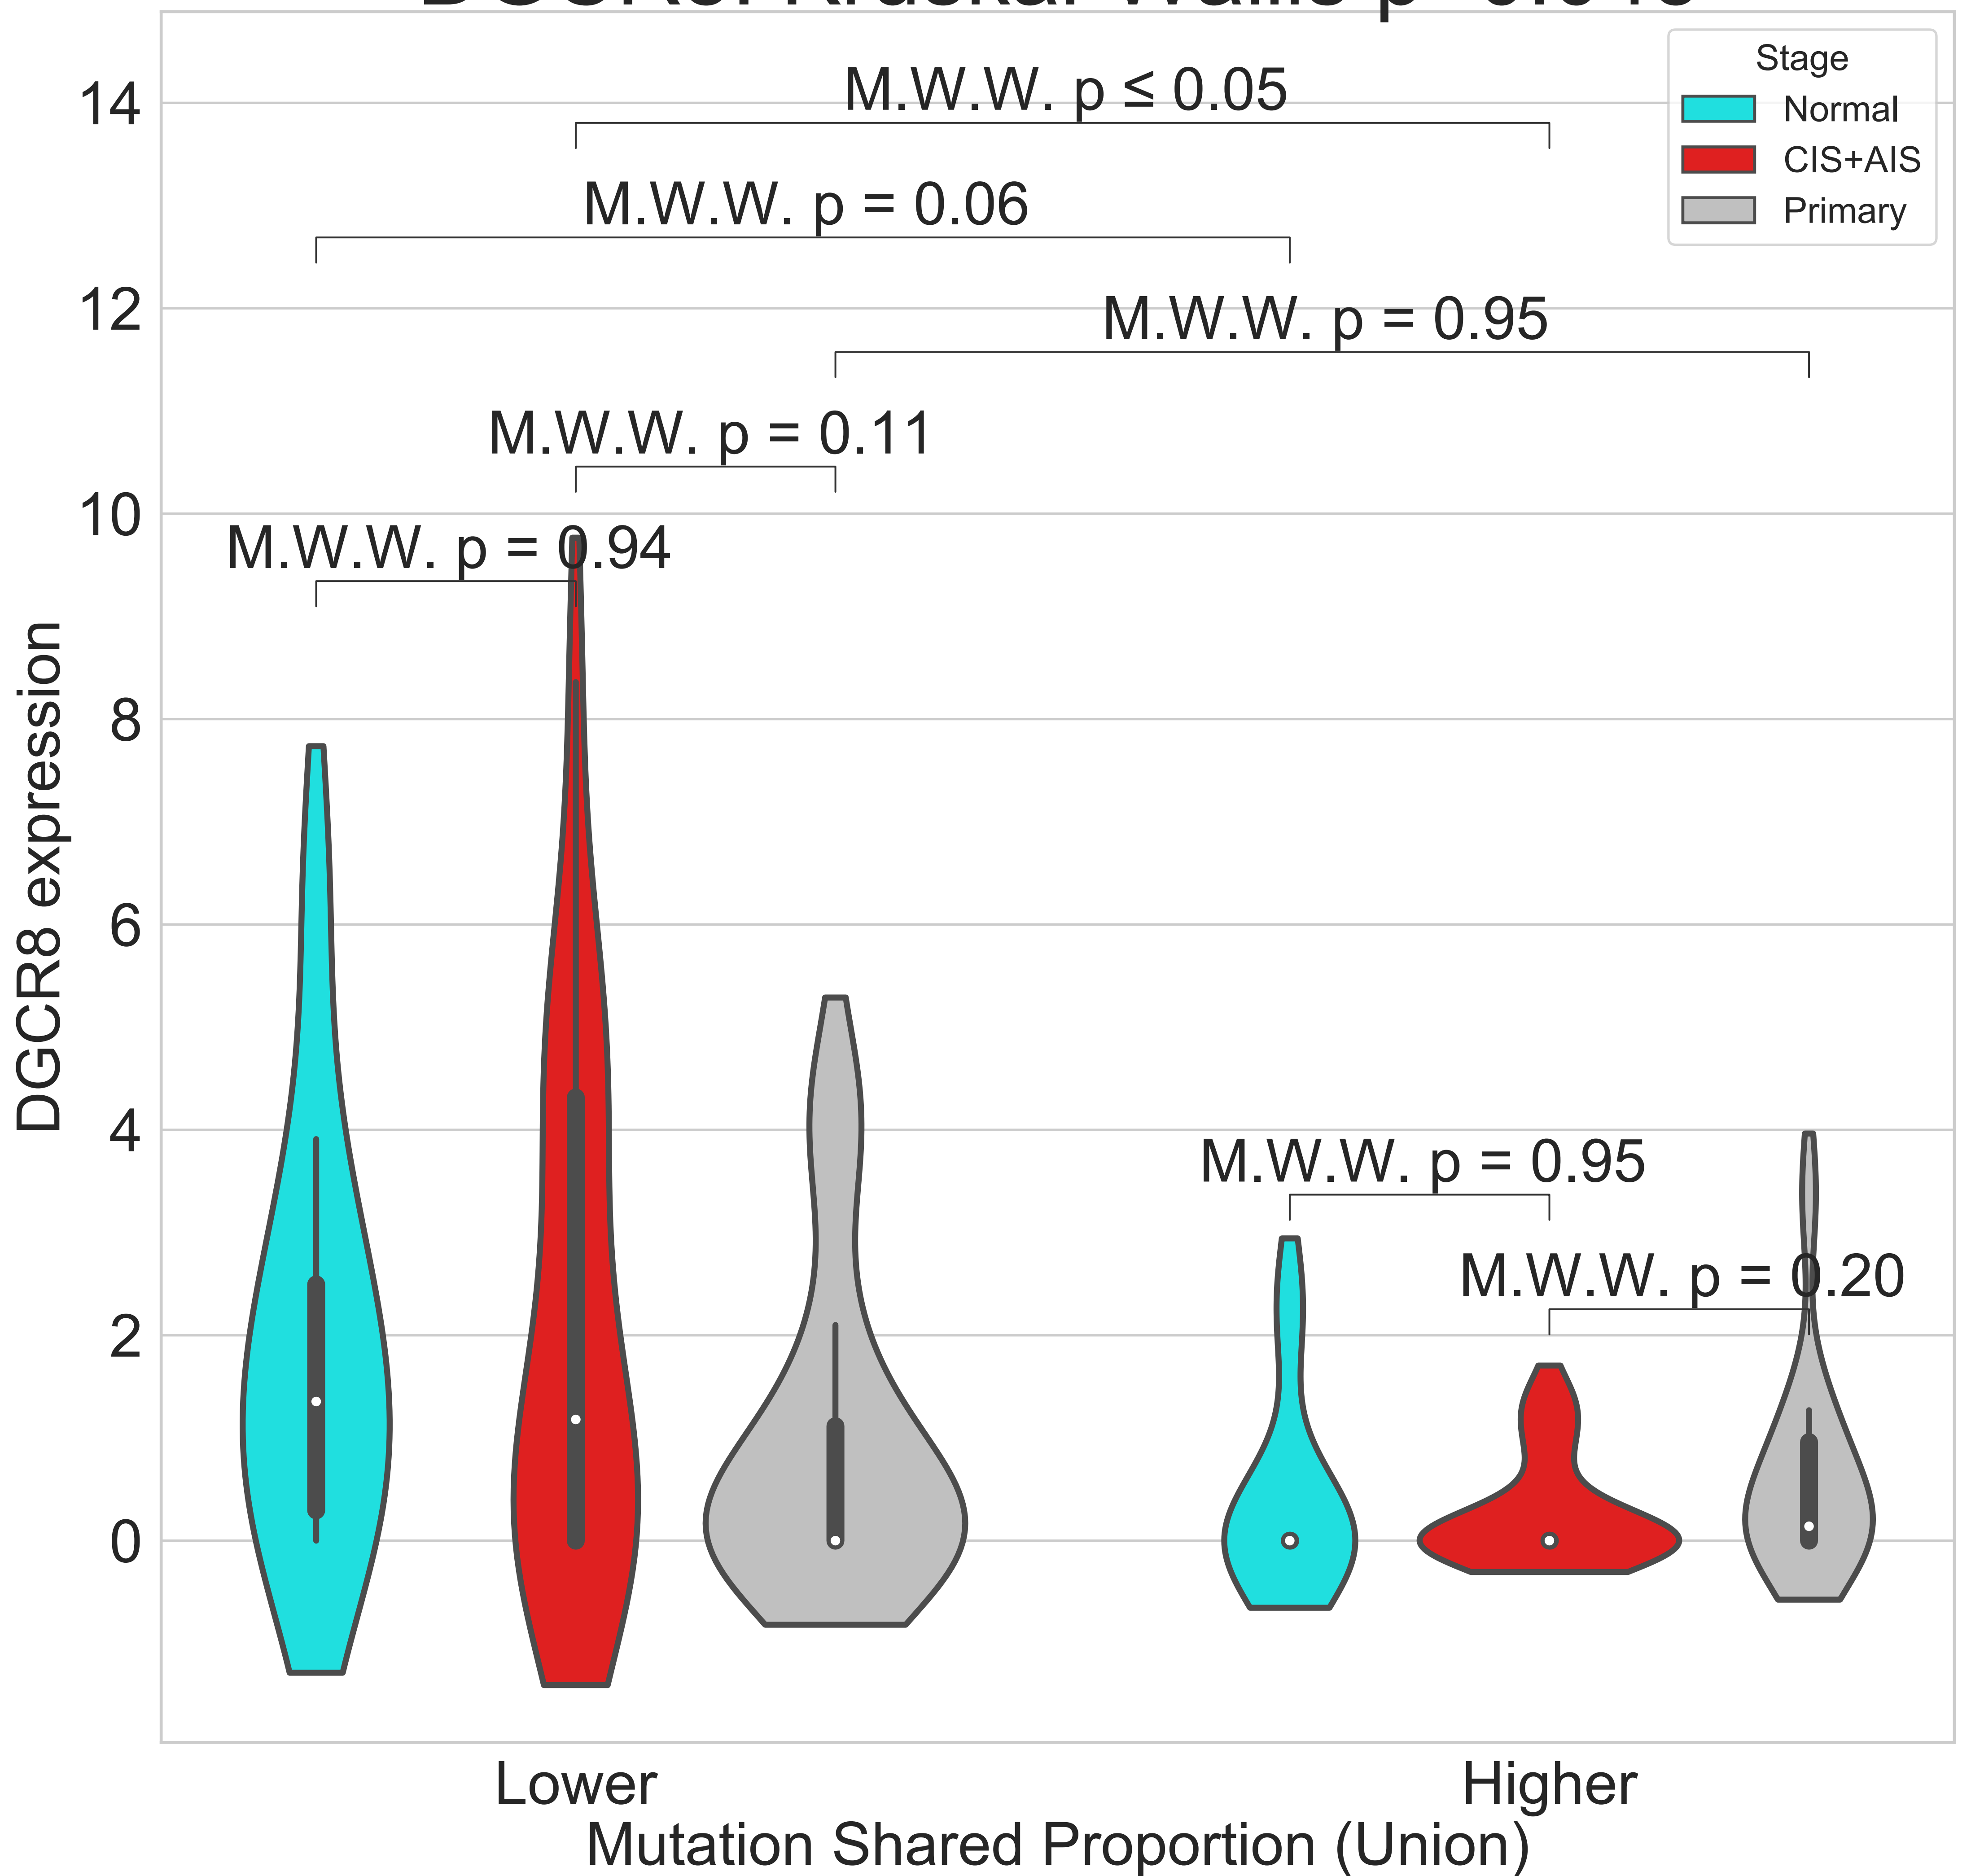 Stage
Normal
CIS+AIS
Primary
M.W.W. p ≤ 0.05
M.W.W. p = 0.06
M.W.W. p = 0.95
M.W.W. p = 0.11
M.W.W. p = 0.94
M.W.W. p = 0.95
M.W.W. p = 0.20
14
12
10
8
6
4
2
0
DGCR8 expression
Lower
Higher
Mutation Shared Proportion (Union)